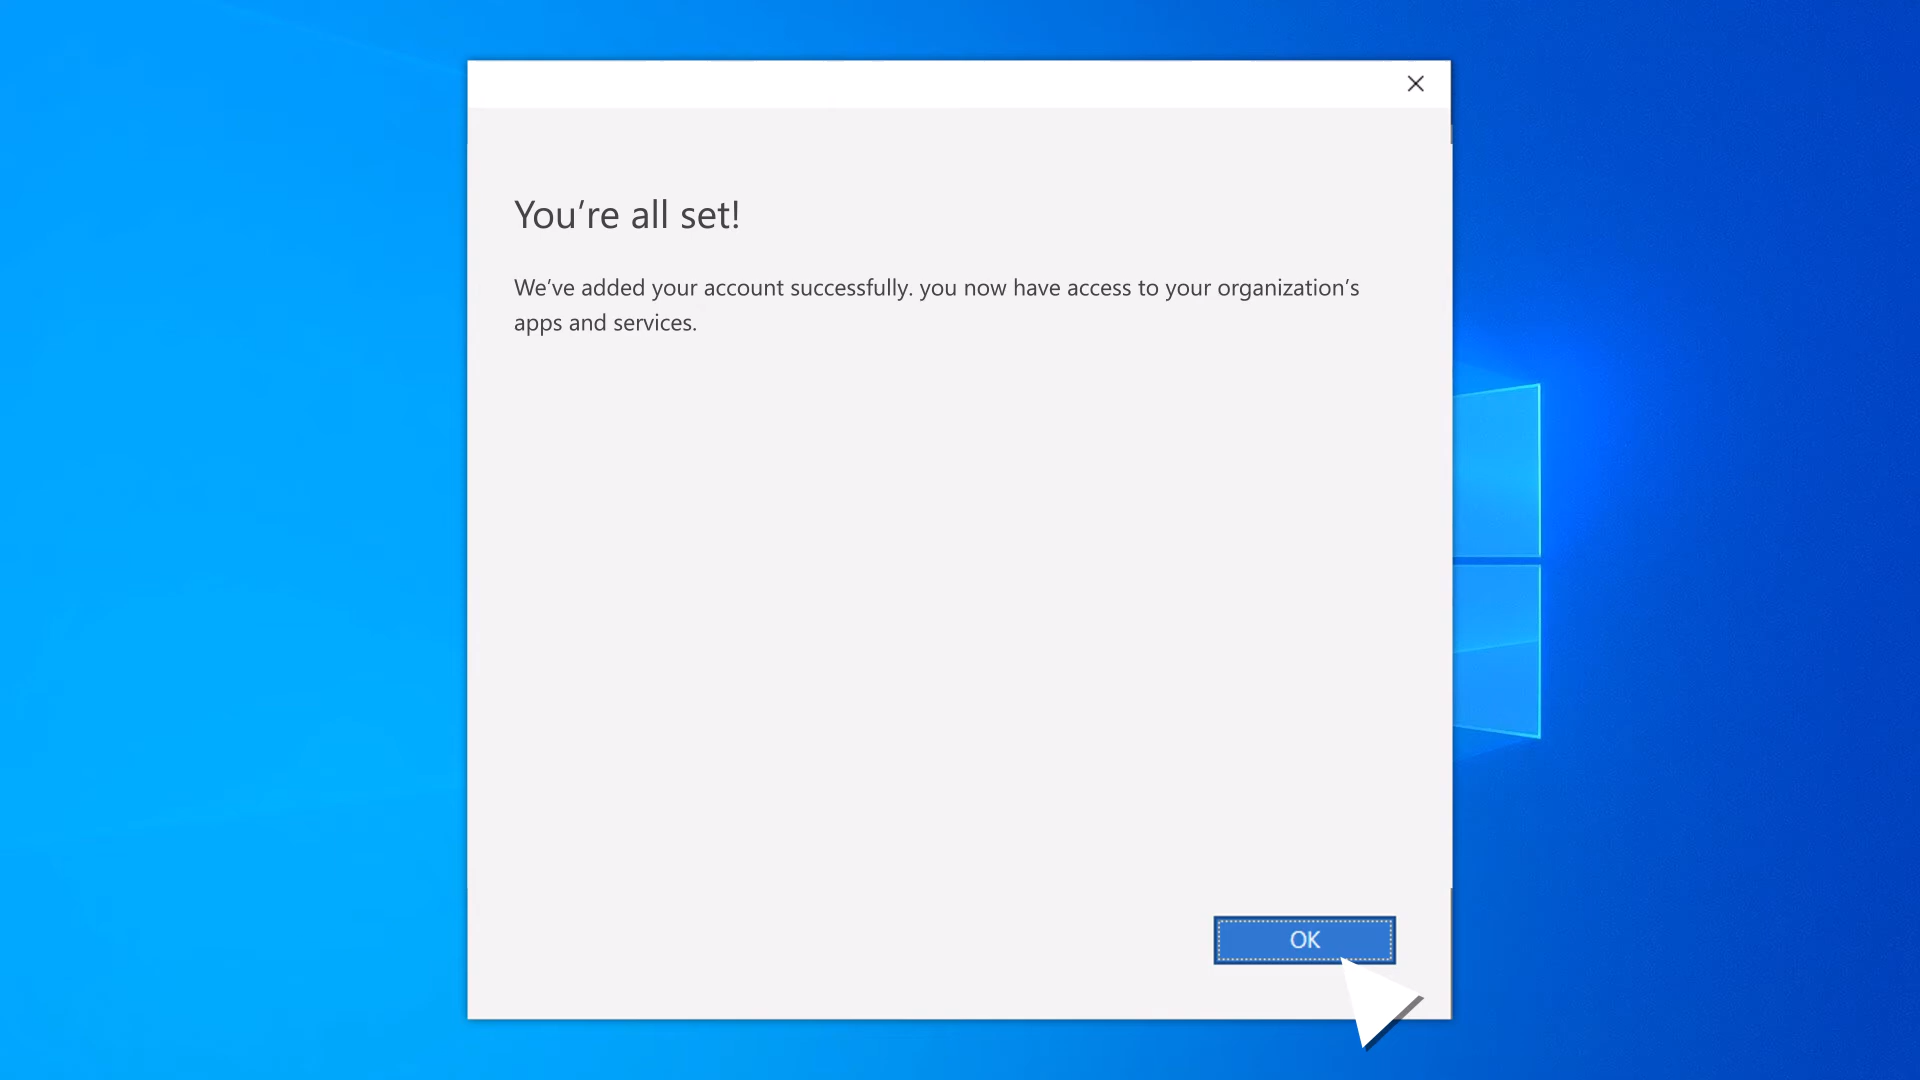 You’re all set!
We’ve added your account successfully. you now have access to your organization’s
apps and services.
OK